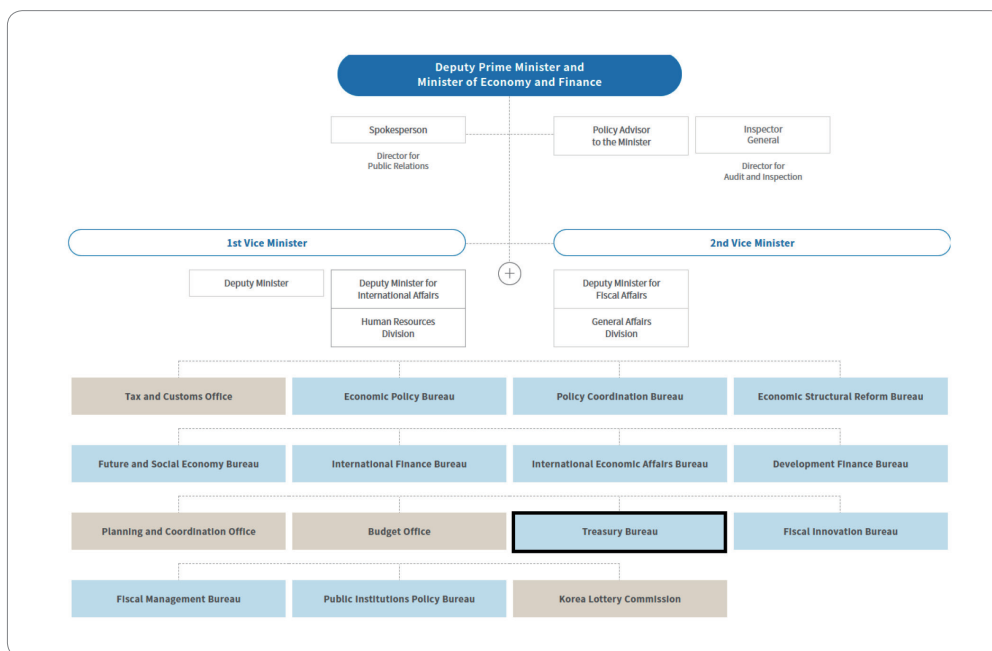 Deputy Prime Minister and
Minister of Economy and Finance
Spokesperson
Director for
Public Relations
Policy Advisor
to the Minister
Inspector
General
Director for
Audit and Inspection
1st Vice Minister
2nd Vice Minister
Deputy Minister
Deputy Minister for
International Affairs
Human Resources
Division
Deputy Minister for
Fiscal Affairs
General Affairs
Division
Tax and Customs Office
Economic Policy Bureau
Policy Coordination Bureau
Economic Structural Reform Bureau
Future and Social Economy Bureau
International Finance Bureau
International Economic Affairs Bureau
Development Finance Bureau
Planning and Coordination Office
Budget Office
Treasury Bureau
Fiscal Innovation Bureau
Fiscal Management Bureau
Public Institutions Policy Bureau
Korea Lottery Commission